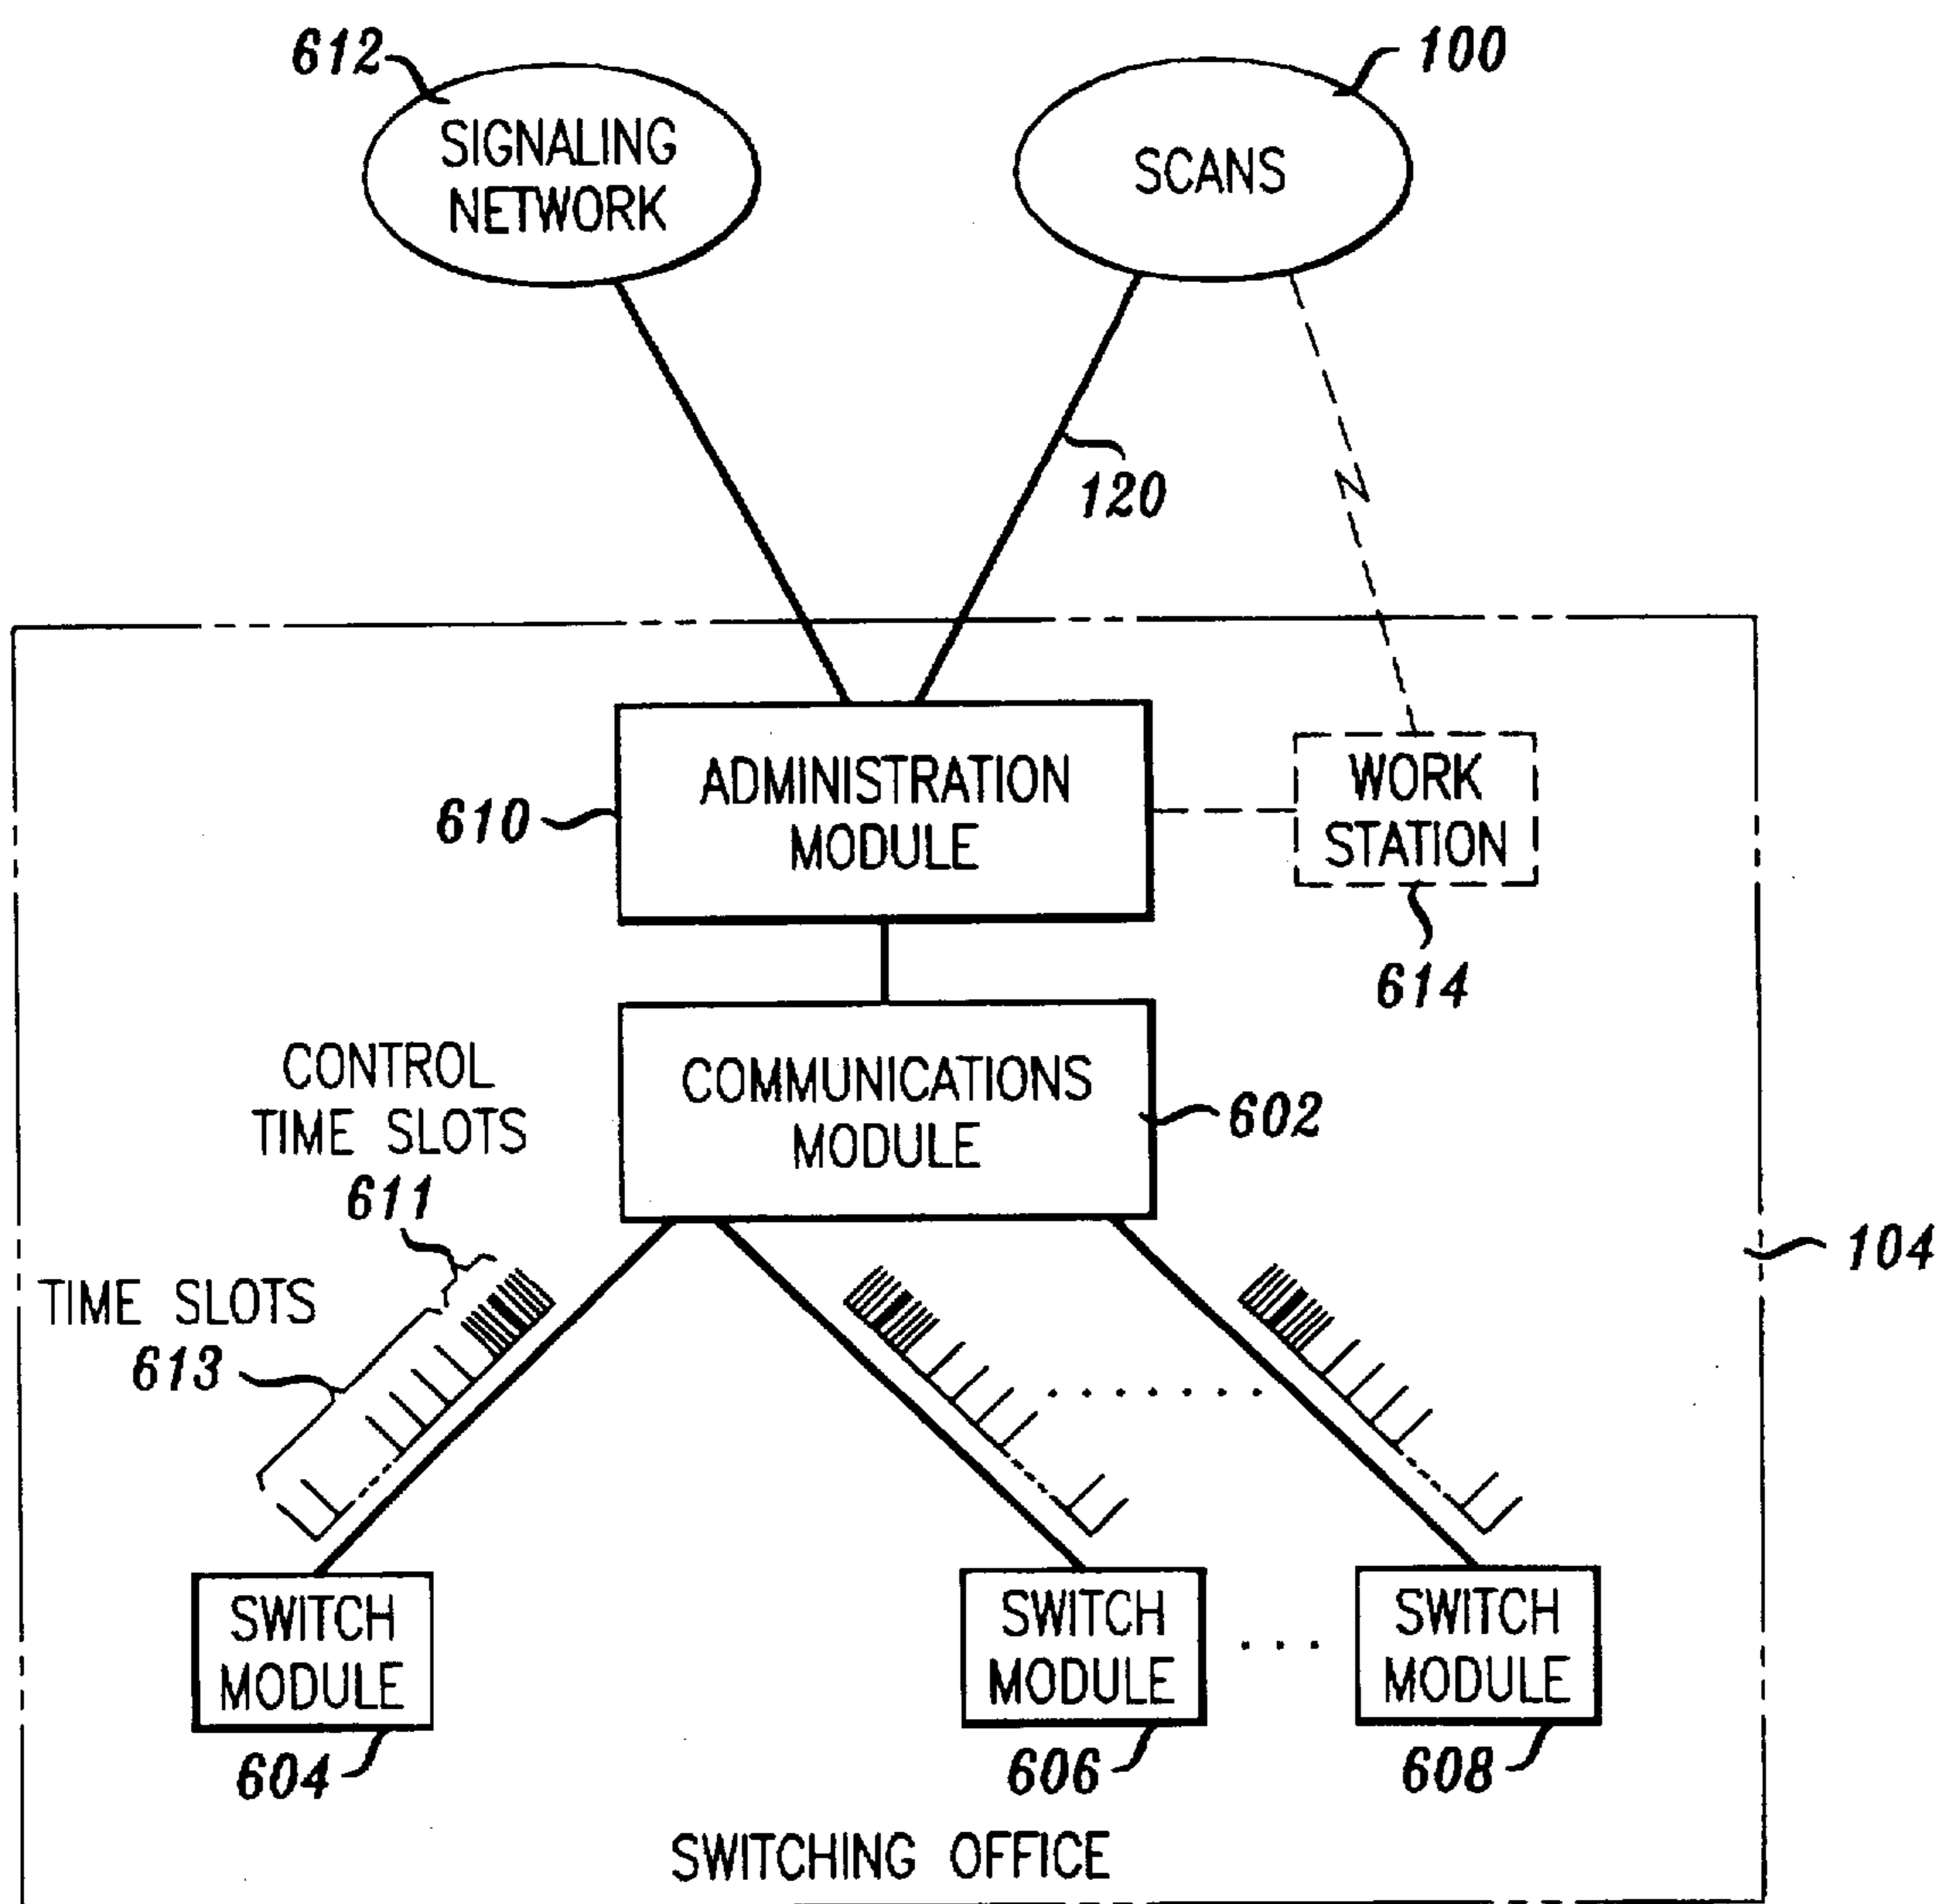 612
100
SIGNALING
NETWORK
SCANS
120
ADMINISTRATION
MODULE
610
WORK
STATION
614
COMMUNICATIONS
MODULE
602
CONTROL
TIME SLOTS
611
104
TIME SLOTS
613
SWITCH
MODULE
604
SWITCH
MODULE
606
SWITCH
MODULE
608
SWITCHING OFFICE